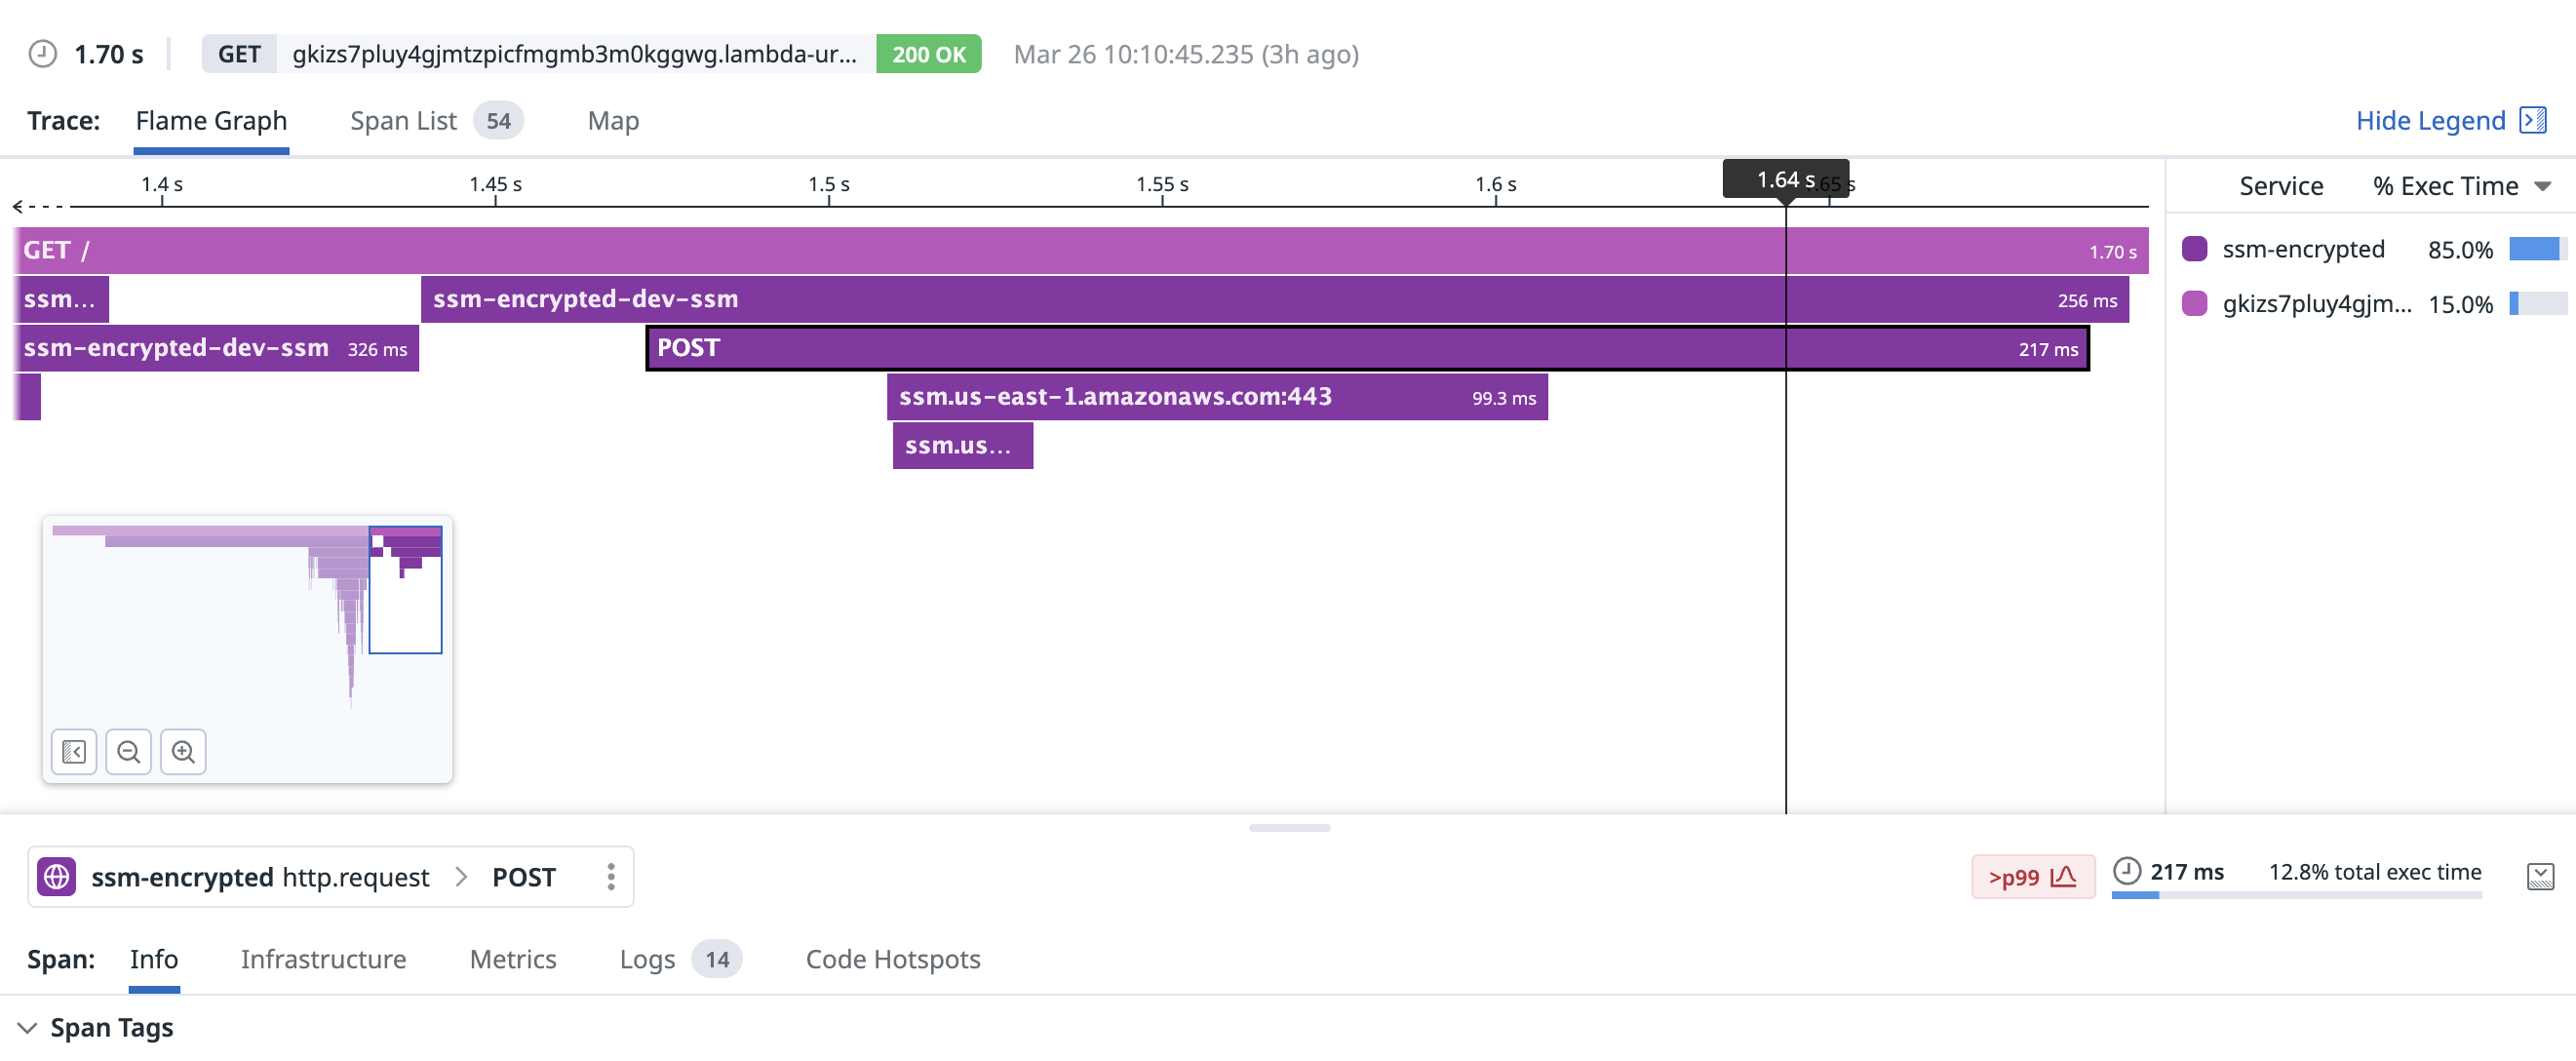 1.70 s GET gkizs7pluy4gjmtzpicfmgmb3m0kggwg.lambda-ur... 200 OK Mar 26 10:10:45.235 (3h ago)
Trace: Flame Graph Span List 54 Map Hide Legend
1.4 s 1.45 s 1.5 s 1.55 s 1.6 s 1.64 s 1.65 s
Service % Exec Time
GET / 1.70 s
ssm-encrypted 85.0%
ssm... ssm-encrypted-dev-ssm 256 ms
gkizs7pluy4gjm... 15.0%
ssm-encrypted-dev-ssm 326 ms POST 217 ms
ssm.us-east-1.amazonaws.com:443 99.3 ms
ssm.us...
ssm-encrypted http.request > POST >p99 217 ms 12.8% total exec time
Span: Info Infrastructure Metrics Logs 14 Code Hotspots
Span Tags